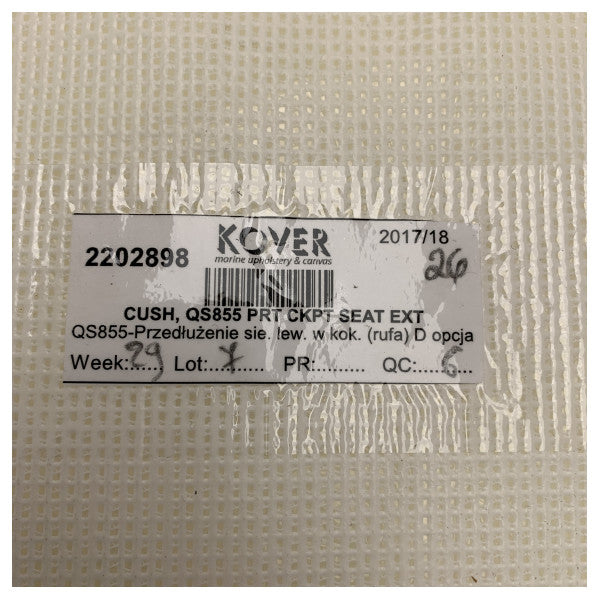 2202898
KOVER
marine upholstery & canvas
2017/18
26
CUSH, QS855 PRT CKPT SEAT EXT
QS855-Przedłużenie sie. lew. w kok. (rufa) D opcja
Week:..29... Lot:...7...... PR:......... QC:.....6....